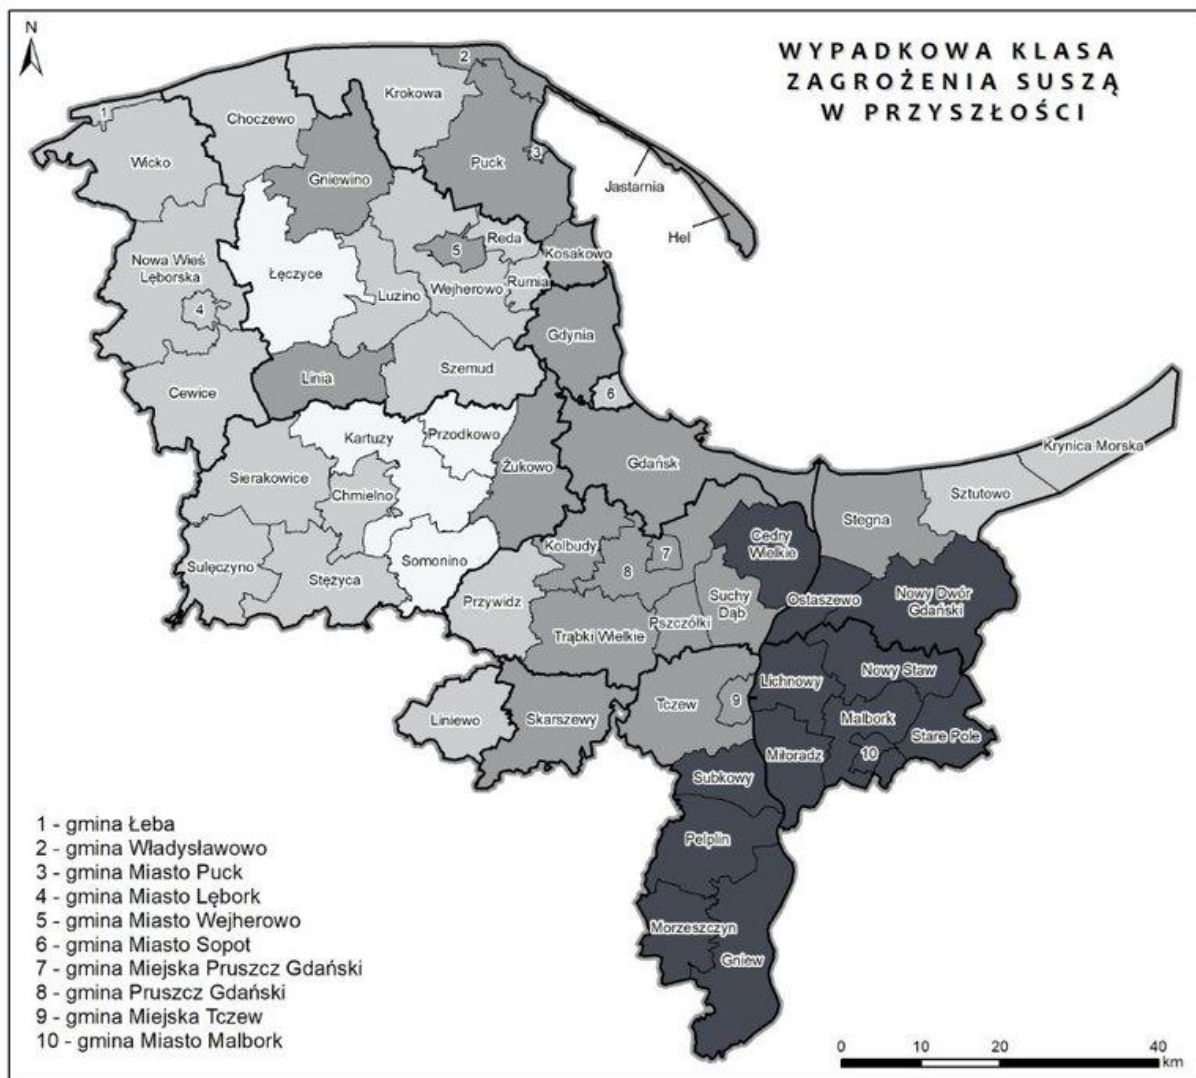 N
WYPADKOWA KLASA
ZAGROŻENIA SUSZĄ
W PRZYSZŁOŚCI
2
Krokowa
1
Choczewo
Wicko
Puck
3
Gniewino
Jastarnia
Hel
Reda
5
Kosakowo
Nowa Wieś
Lęborska
Łęczyce
Rumia
Wejherowo
Luzino
4
Gdynia
Szemud
Linia
Cewice
6
Kartuzy
Przodkowo
Krynica Morska
Żukowo
Gdańsk
Sierakowice
Chmielno
Sztutowo
Stegna
Cedry
Wielkie
Kolbudy
7
Somonino
Sulęczyno
8
Stężyca
Suchy
Dąb
Nowy Dwór
Gdański
Ostaszewo
Przywidz
Pszczółki
Trąbki Wielkie
Nowy Staw
Lichnowy
9
Tczew
Liniewo
Skarszewy
Malbork
Stare Pole
10
Miłoradz
Subkowy
Pelplin
Morzeszczyn
Gniew
1 - gmina Łeba
2 - gmina Władysławowo
3 - gmina Miasto Puck
4 - gmina Miasto Lębork
5 - gmina Miasto Wejherowo
6 - gmina Miasto Sopot
7 - gmina Miejska Pruszcz Gdański
8 - gmina Pruszcz Gdański
9 - gmina Miejska Tczew
10 - gmina Miasto Malbork
0 10 20 40
km